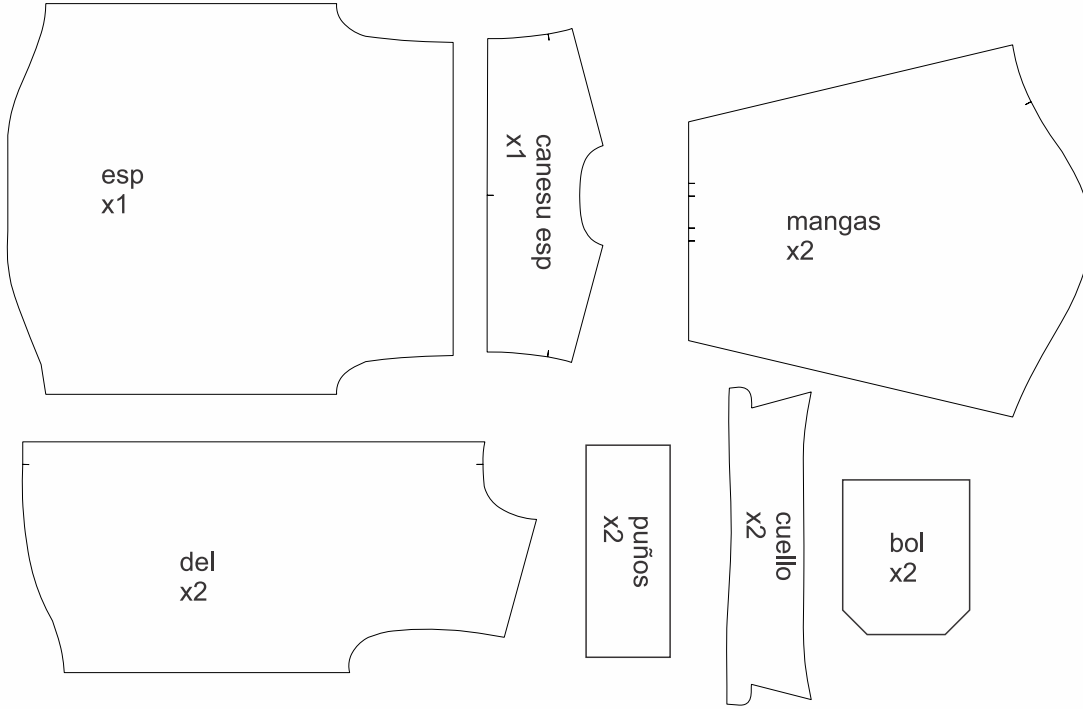 esp
x1
canesu esp
x1
mangas
x2
del
x2
puños
x2
cuello
x2
bol
x2